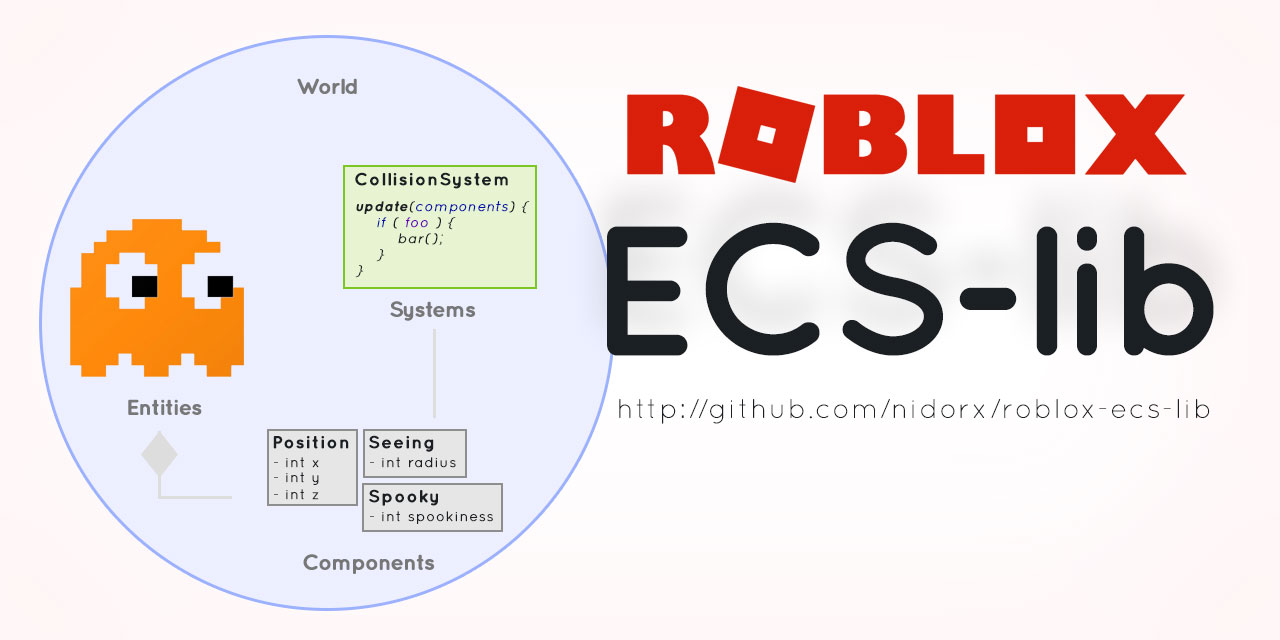 World
CollisionSystem
update(components) {
if ( foo ) {
bar();
}
}
Systems
Entities
Position
- int x
- int y
- int z
Seeing
- int radius
Spooky
- int spookiness
Components
ROBLOX
ECS-lib
http://github.com/nidorx/roblox-ecs-lib